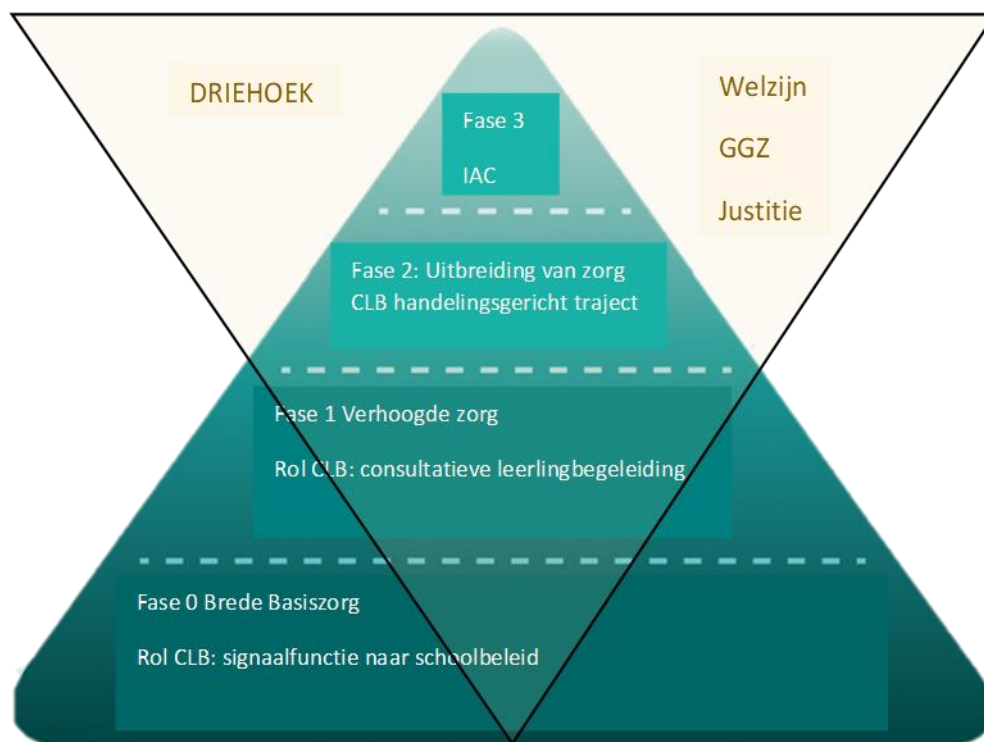 DRIEHOEK
Welzijn
GGZ
Justitie
Fase 3
IAC
Fase 2: Uitbreiding van zorg
CLB handelingsgericht traject
Fase 1 Verhoogde zorg
Rol CLB: consultatieve leerlingbegeleiding
Fase 0 Brede Basiszorg
Rol CLB: signaalfunctie naar schoolbeleid